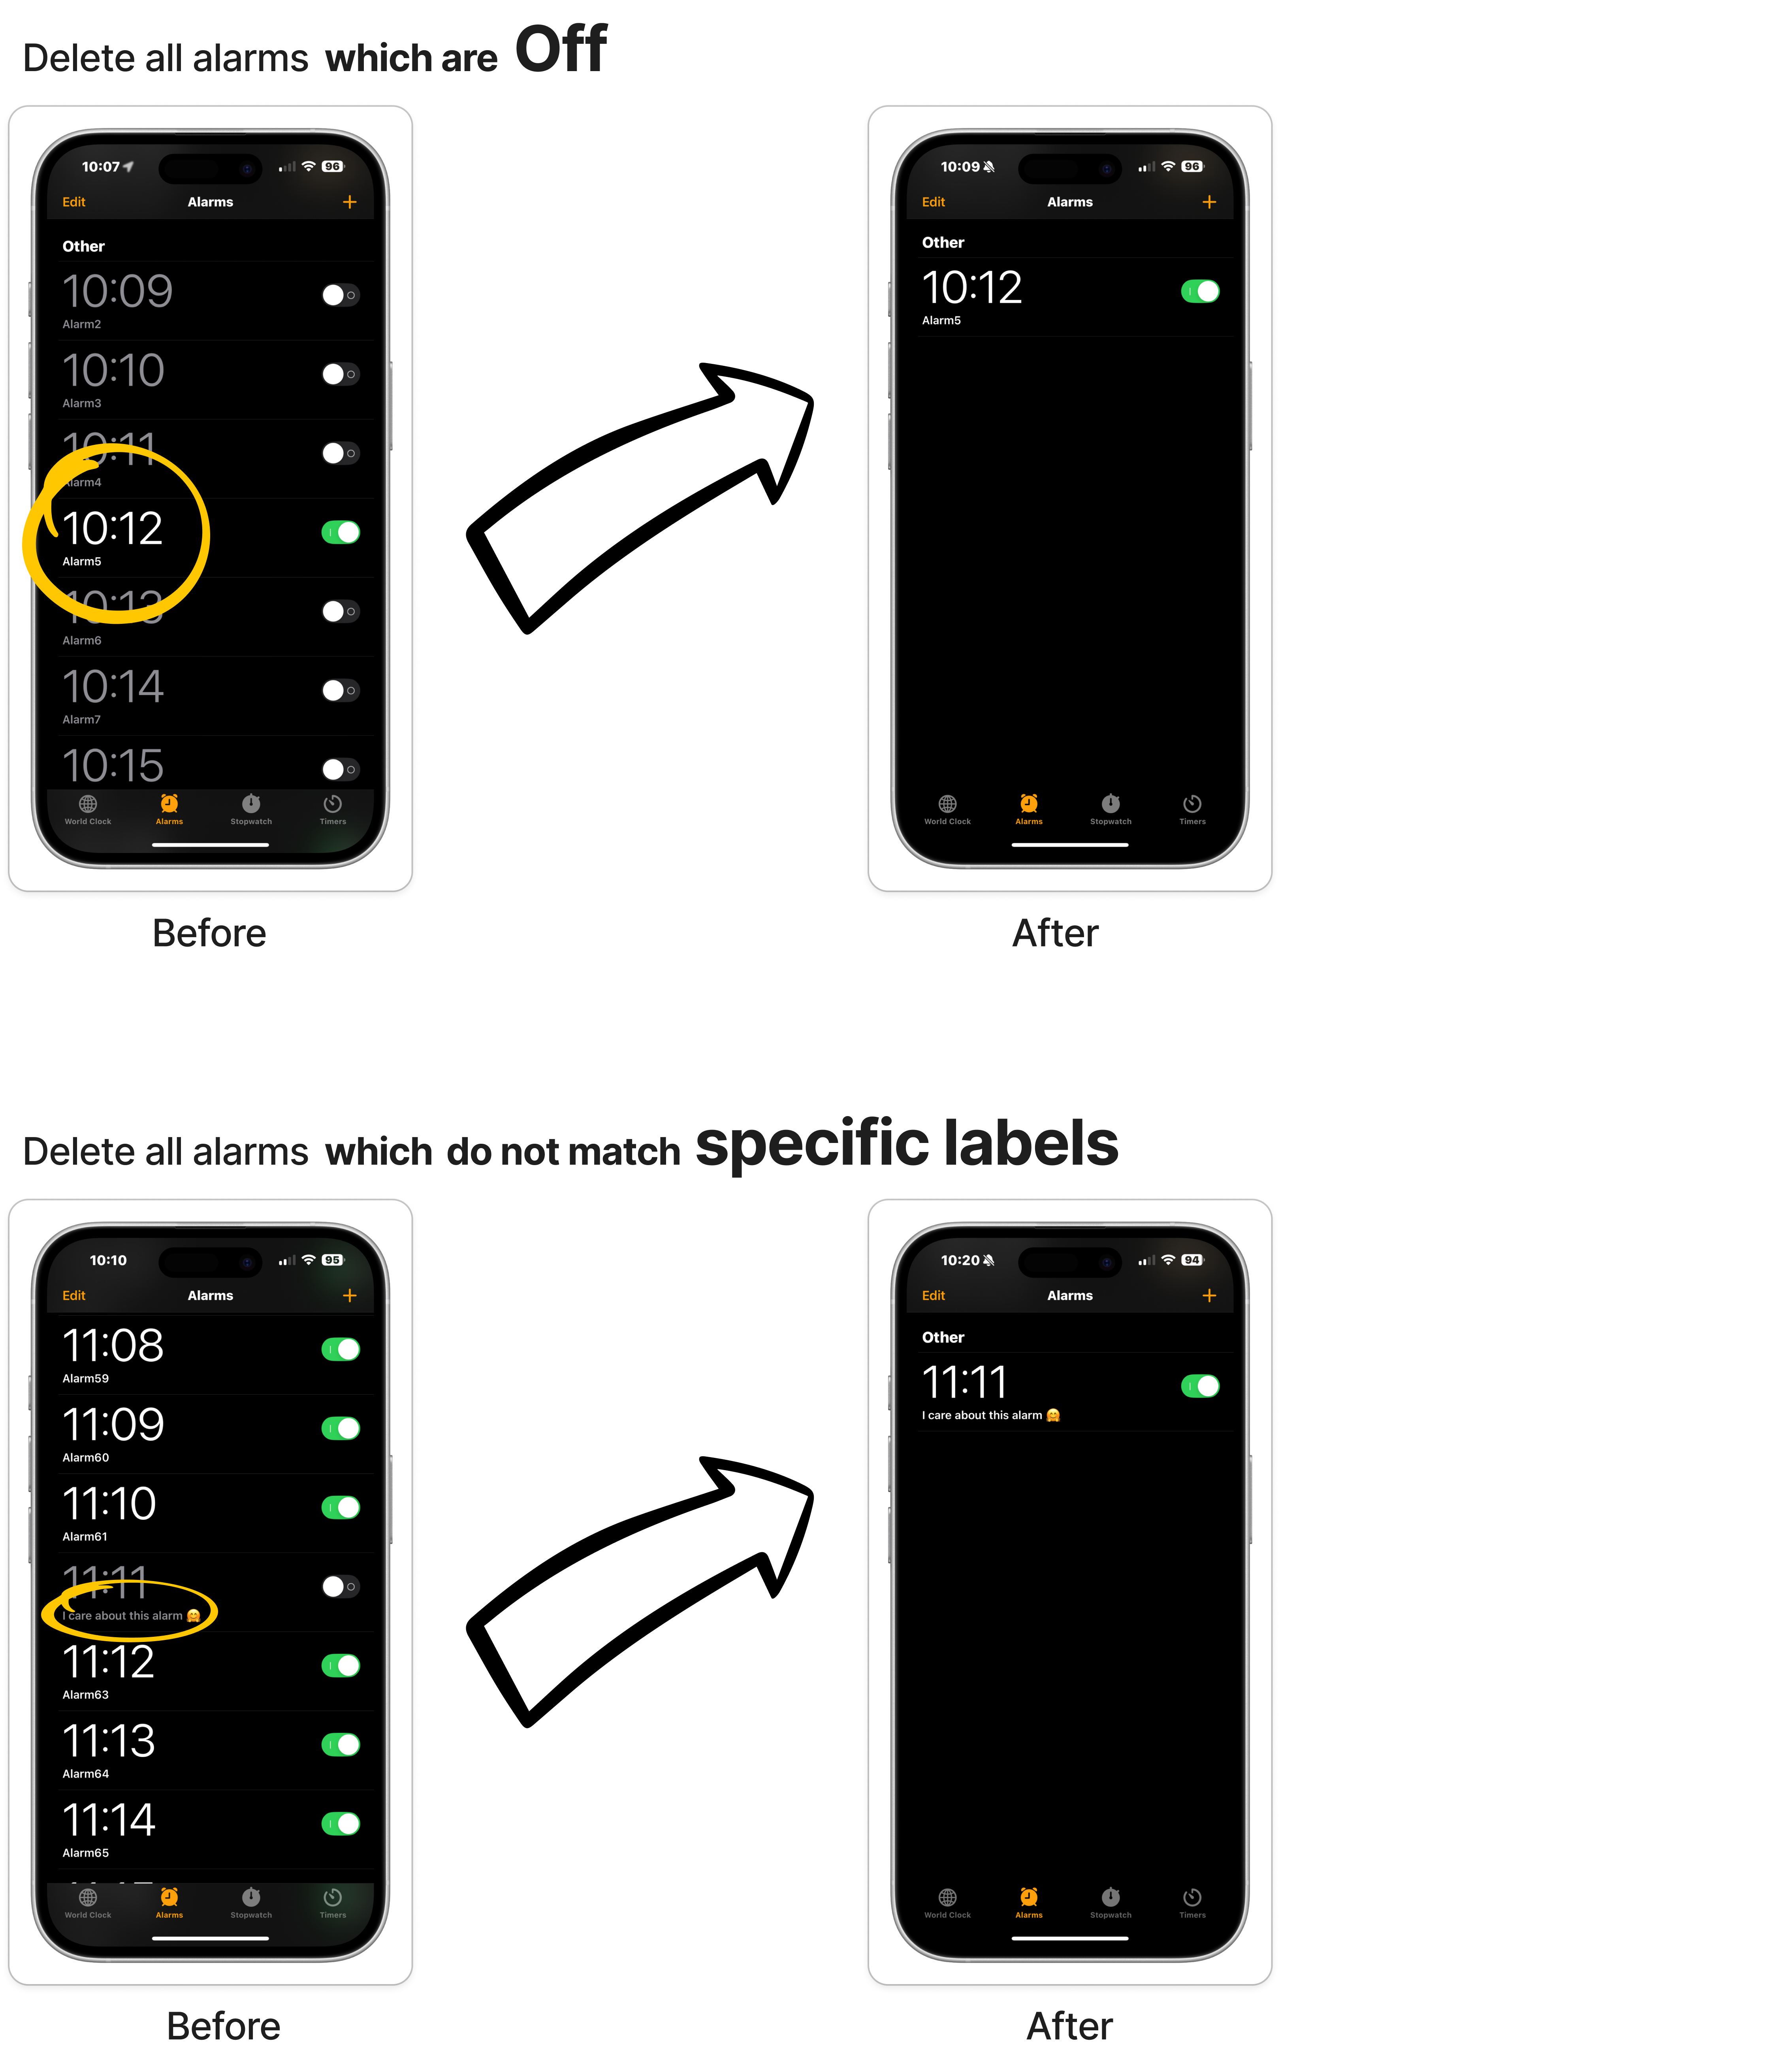 Delete all alarms which are Off
10:07 96
Edit Alarms +
Other
10:09
Alarm2
10:10
Alarm3
10:11
Alarm4
10:12
Alarm5
10:13
Alarm6
10:14
Alarm7
10:15
World Clock Alarms Stopwatch Timers
Before
10:09 96
Edit Alarms +
Other
10:12
Alarm5
World Clock Alarms Stopwatch Timers
After
Delete all alarms which do not match specific labels
10:10 95
Edit Alarms +
11:08
Alarm59
11:09
Alarm60
11:10
Alarm61
11:11
I care about this alarm 🤗
11:12
Alarm63
11:13
Alarm64
11:14
Alarm65
World Clock Alarms Stopwatch Timers
Before
10:20 94
Edit Alarms +
Other
11:11
I care about this alarm 🤗
World Clock Alarms Stopwatch Timers
After